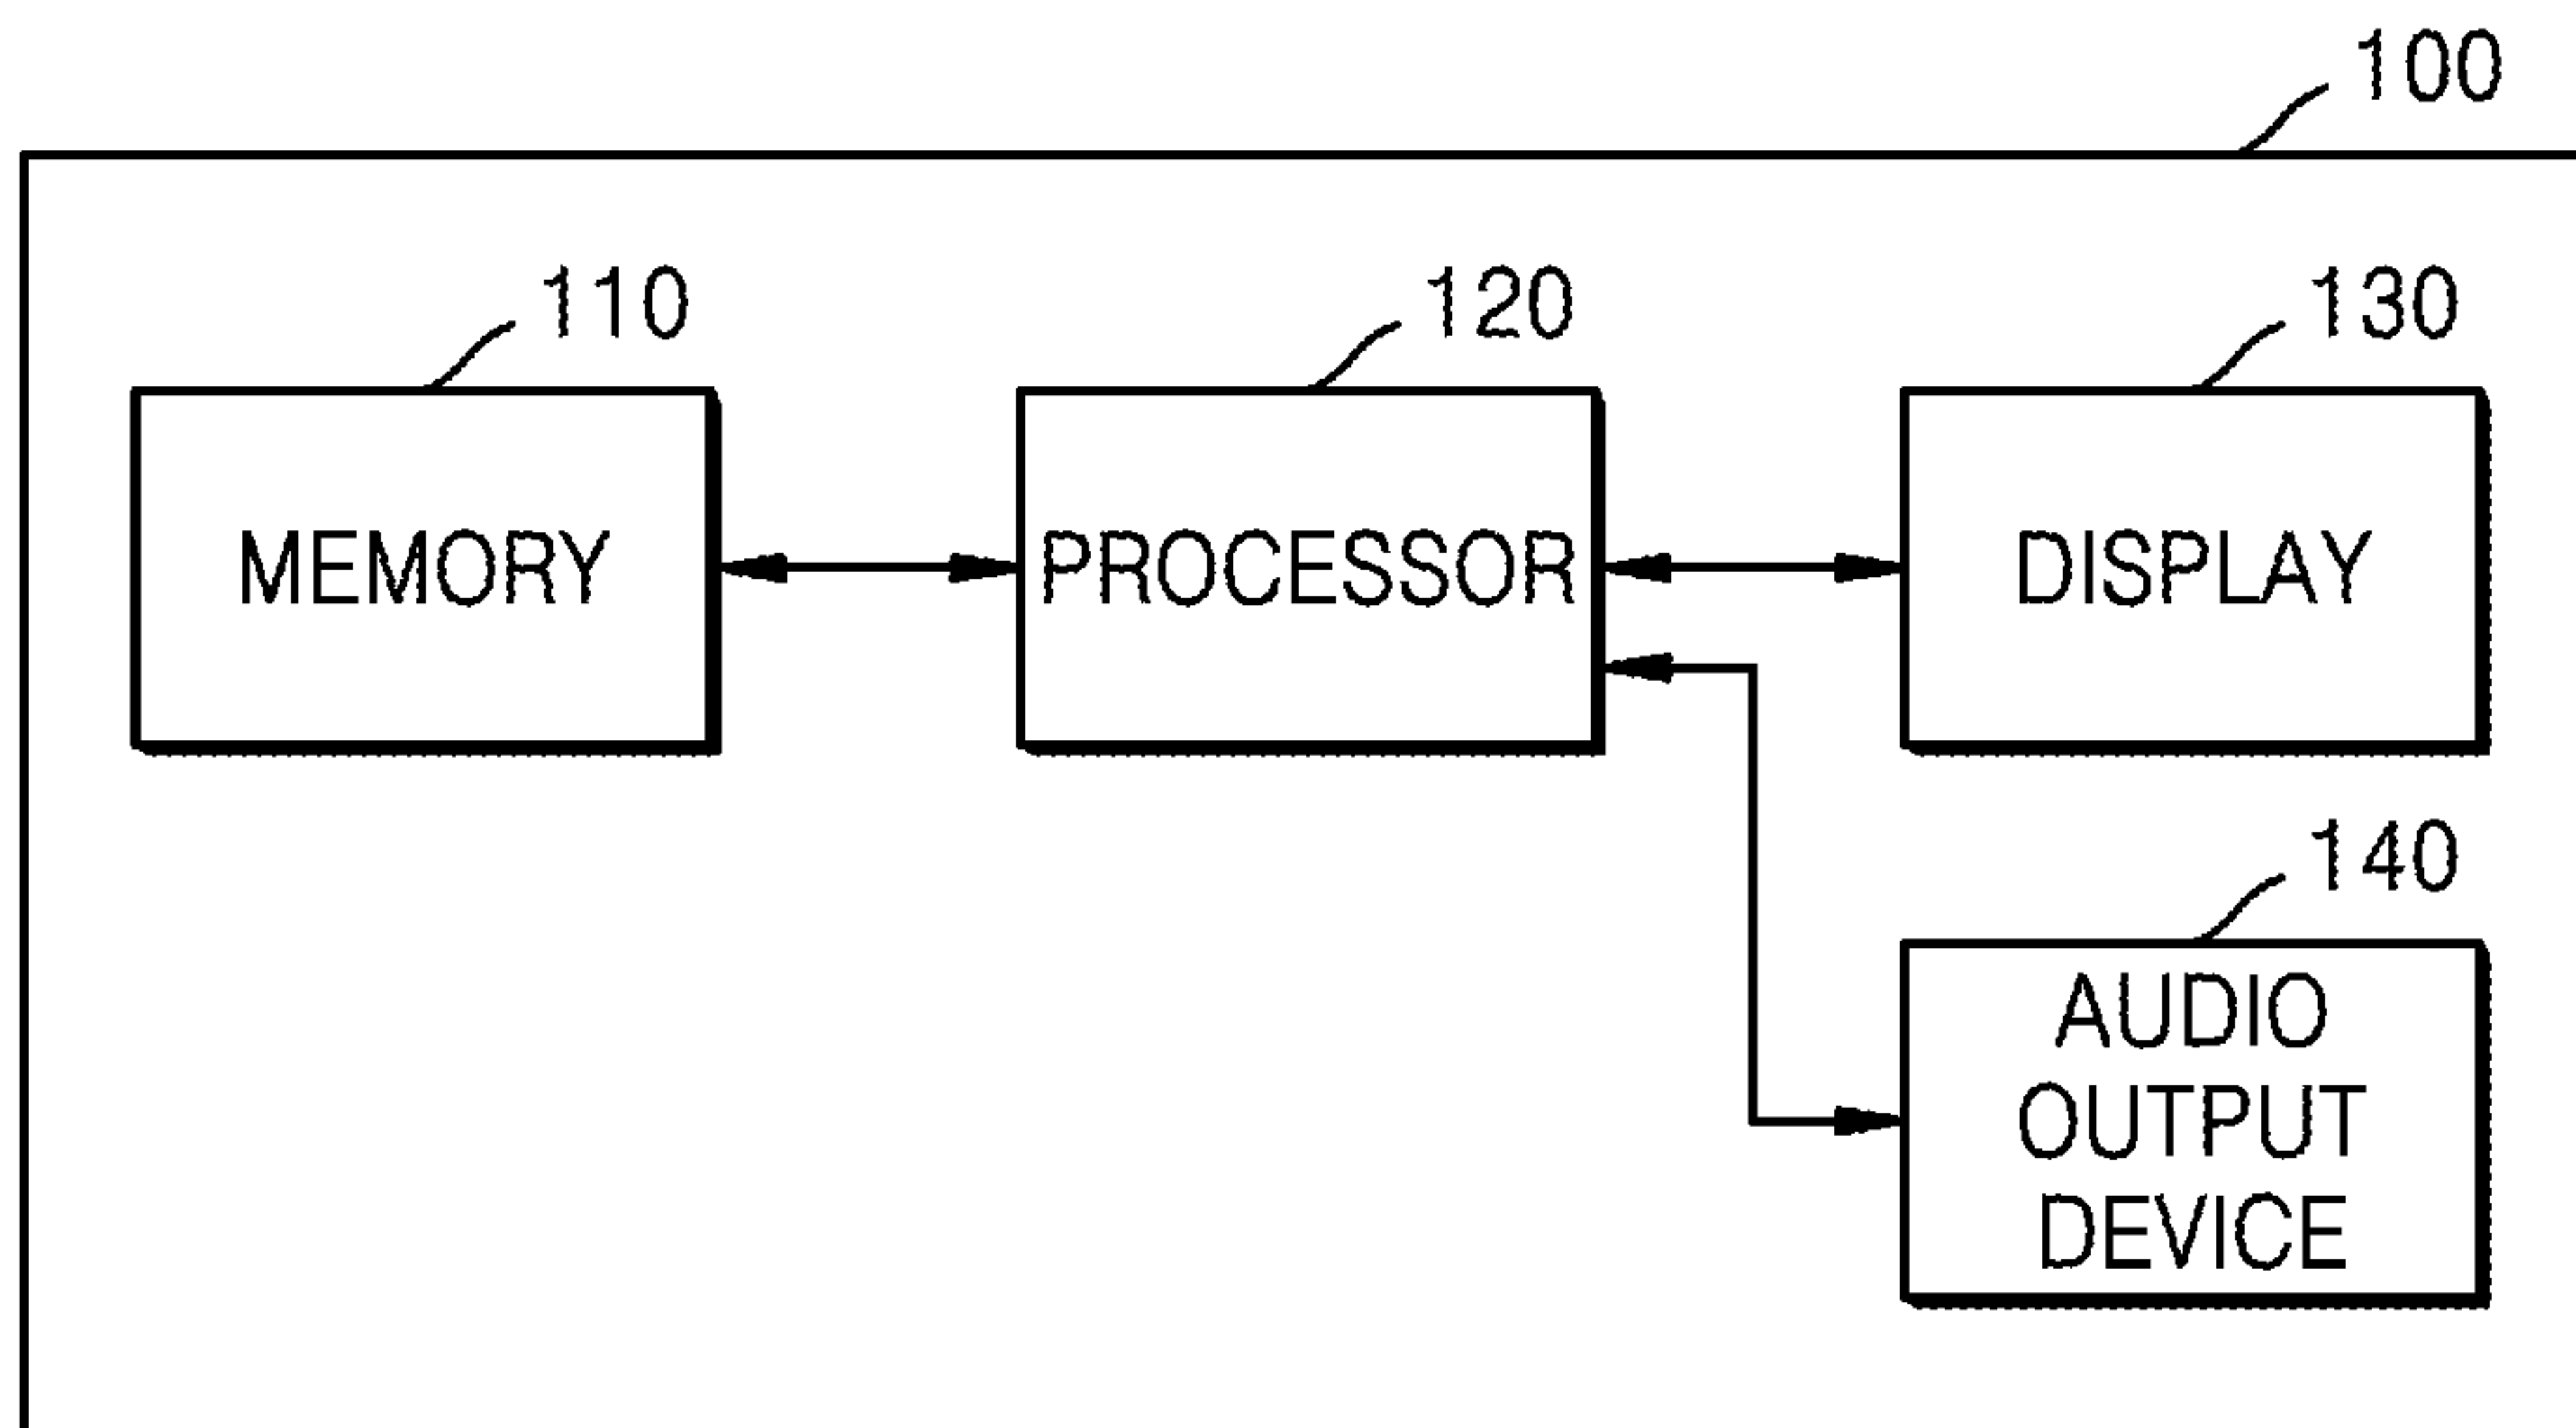 100
110
120
130
MEMORY
PROCESSOR
DISPLAY
140
AUDIO
OUTPUT
DEVICE